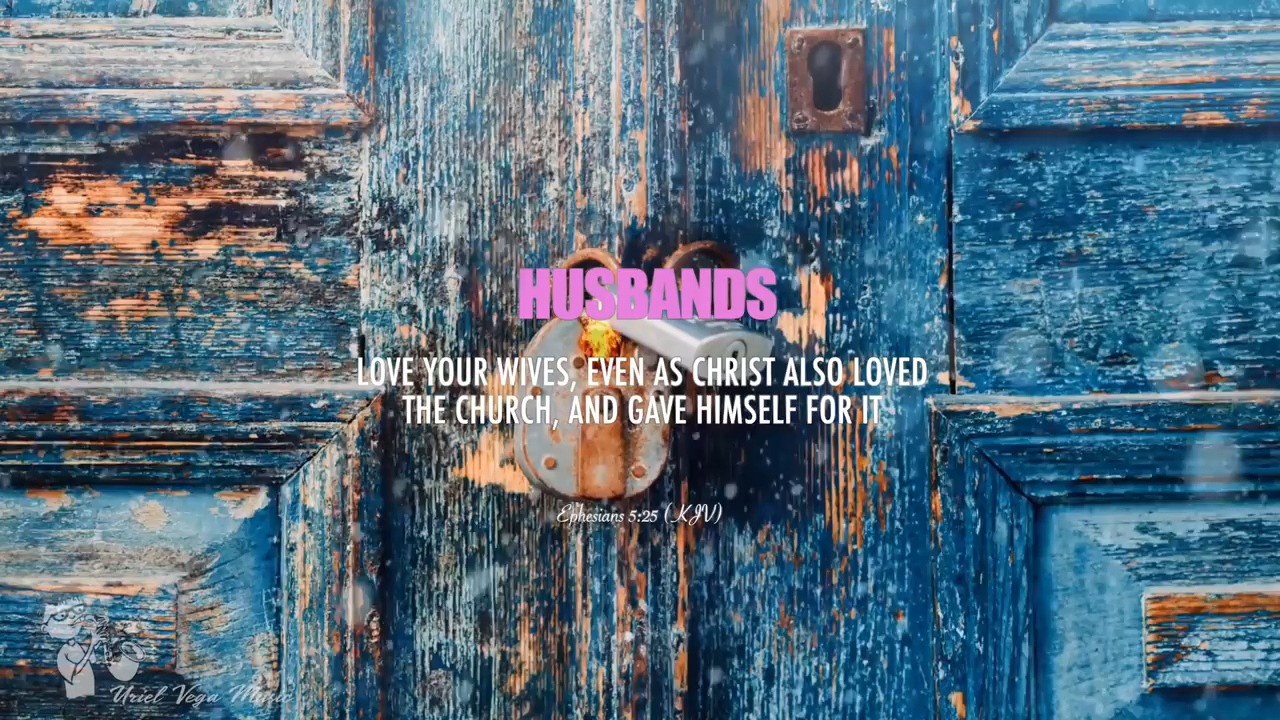 HUSBANDS
LOVE YOUR WIVES, EVEN AS CHRIST ALSO LOVED
THE CHURCH, AND GAVE HIMSELF FOR IT
Ephesians 5:25 (KJV)
Uriel Vega Music